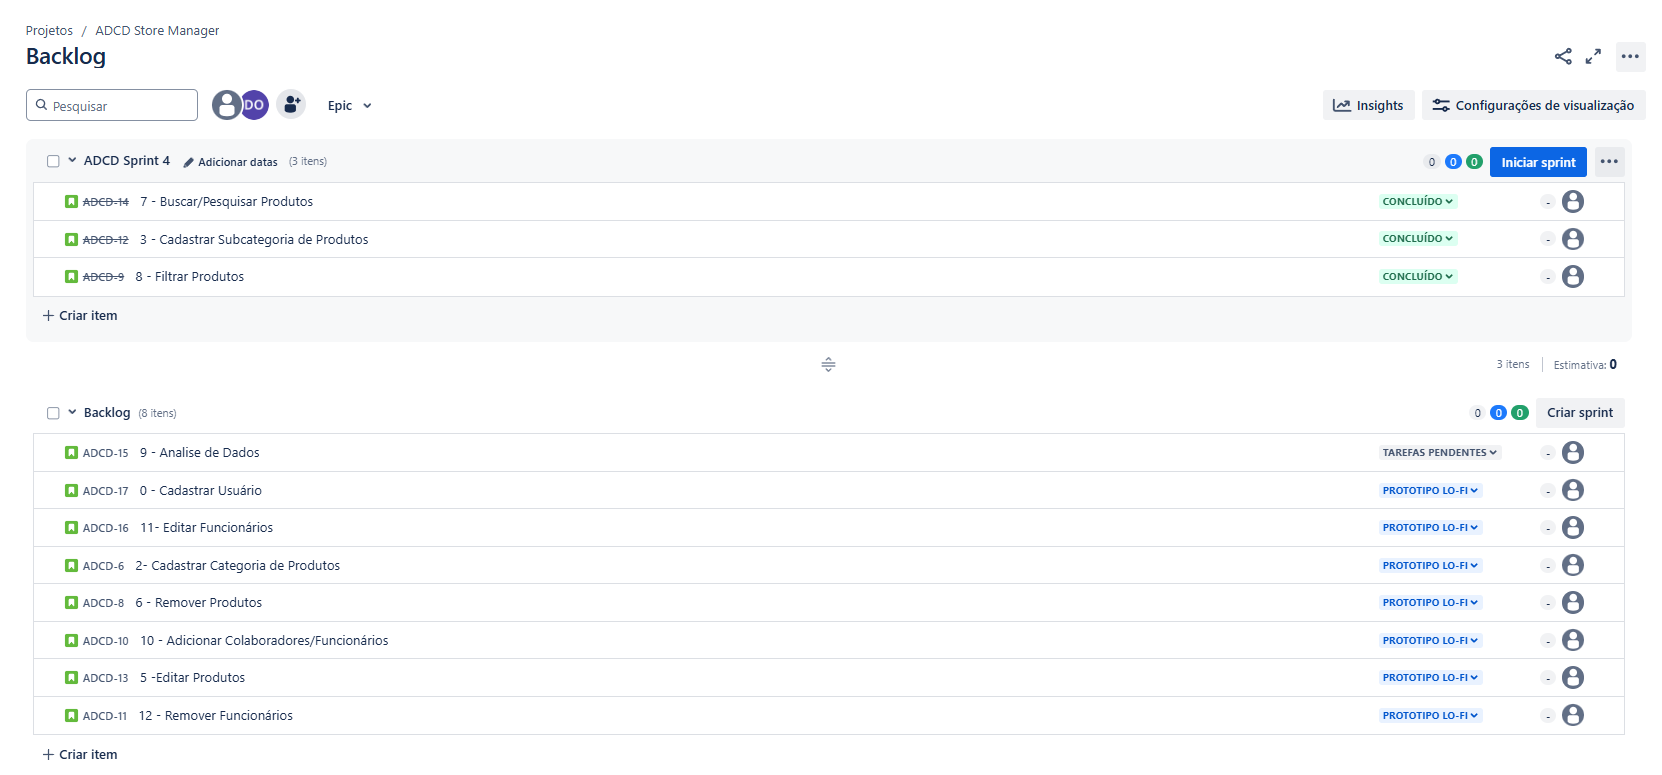 Projetos / ADCD Store Manager
Backlog
Pesquisar DO Epic Insights Configurações de visualização
ADCD Sprint 4 Adicionar datas (3 itens) 0 0 0 Iniciar sprint
ADCD-14 7 - Buscar/Pesquisar Produtos CONCLUÍDO -
ADCD-12 3 - Cadastrar Subcategoria de Produtos CONCLUÍDO -
ADCD-9 8 - Filtrar Produtos CONCLUÍDO -
+ Criar item
3 itens Estimativa: 0
Backlog (8 itens) 0 0 0 Criar sprint
ADCD-15 9 - Analise de Dados TAREFAS PENDENTES -
ADCD-17 0 - Cadastrar Usuário PROTOTIPO LO-FI -
ADCD-16 11- Editar Funcionários PROTOTIPO LO-FI -
ADCD-6 2- Cadastrar Categoria de Produtos PROTOTIPO LO-FI -
ADCD-8 6 - Remover Produtos PROTOTIPO LO-FI -
ADCD-10 10 - Adicionar Colaboradores/Funcionários PROTOTIPO LO-FI -
ADCD-13 5 -Editar Produtos PROTOTIPO LO-FI -
ADCD-11 12 - Remover Funcionários PROTOTIPO LO-FI -
+ Criar item